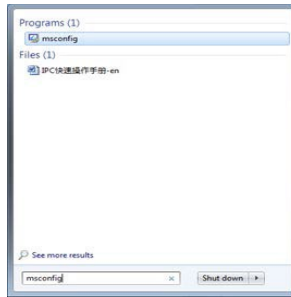 Programs (1)
msconfig
Files (1)
IPC快速操作手册-en
See more results
msconfig
Shut down